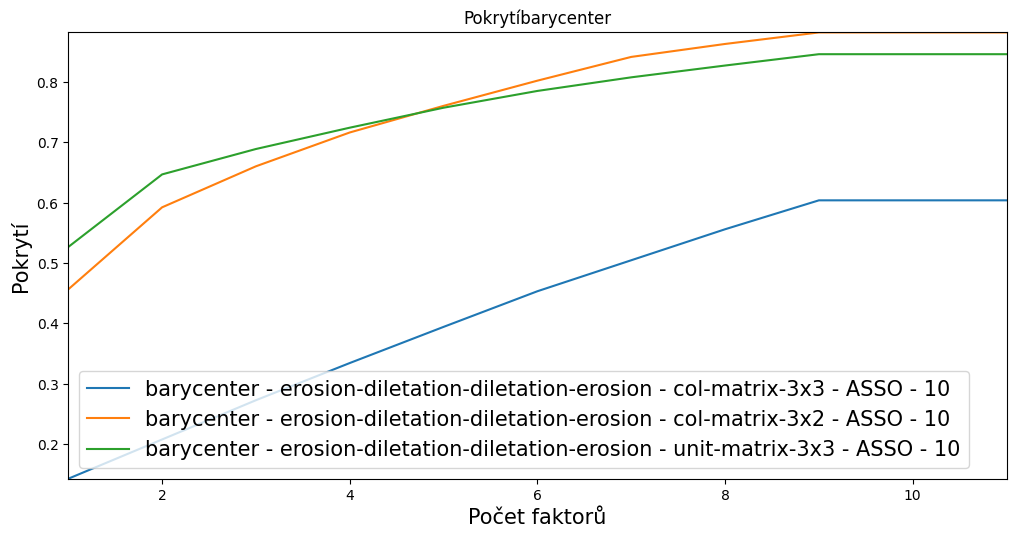 Pokrytíbarycenter
Pokrytí
0.8
0.7
0.6
0.5
0.4
0.3
0.2
barycenter - erosion-diletation-diletation-erosion - col-matrix-3x3 - ASSO - 10
barycenter - erosion-diletation-diletation-erosion - col-matrix-3x2 - ASSO - 10
barycenter - erosion-diletation-diletation-erosion - unit-matrix-3x3 - ASSO - 10
2 4 6 8 10
Počet faktorů